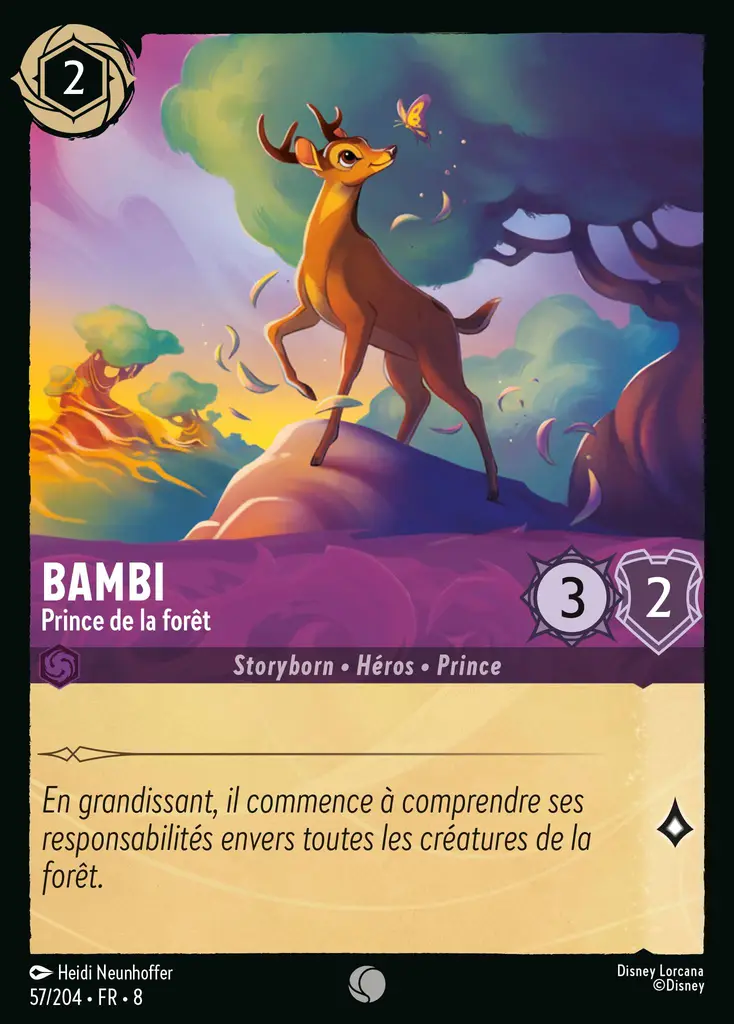 2
BAMBI
Prince de la forêt
3
2
Storyborn • Héros • Prince
En grandissant, il commence à comprendre ses
responsabilités envers toutes les créatures de la
forêt.
Heidi Neunhoffer
57/204 • FR • 8
Disney Lorcana
©Disney